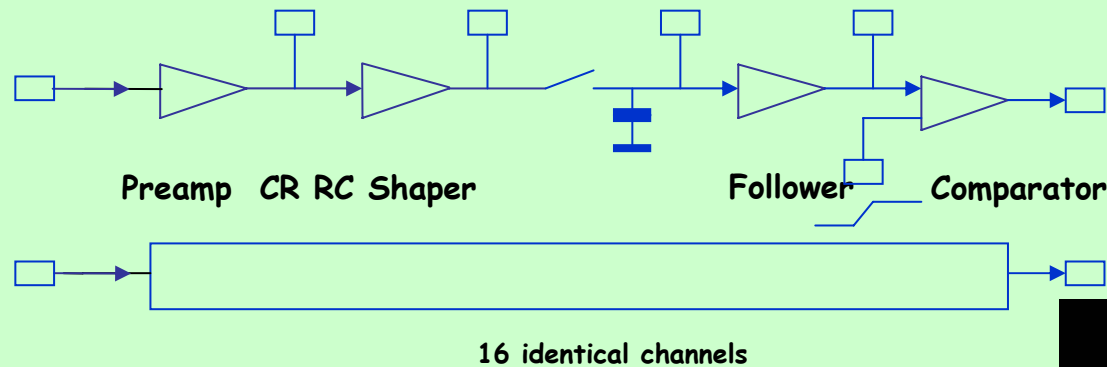 Preamp CR RC Shaper Follower Comparator
16 identical channels